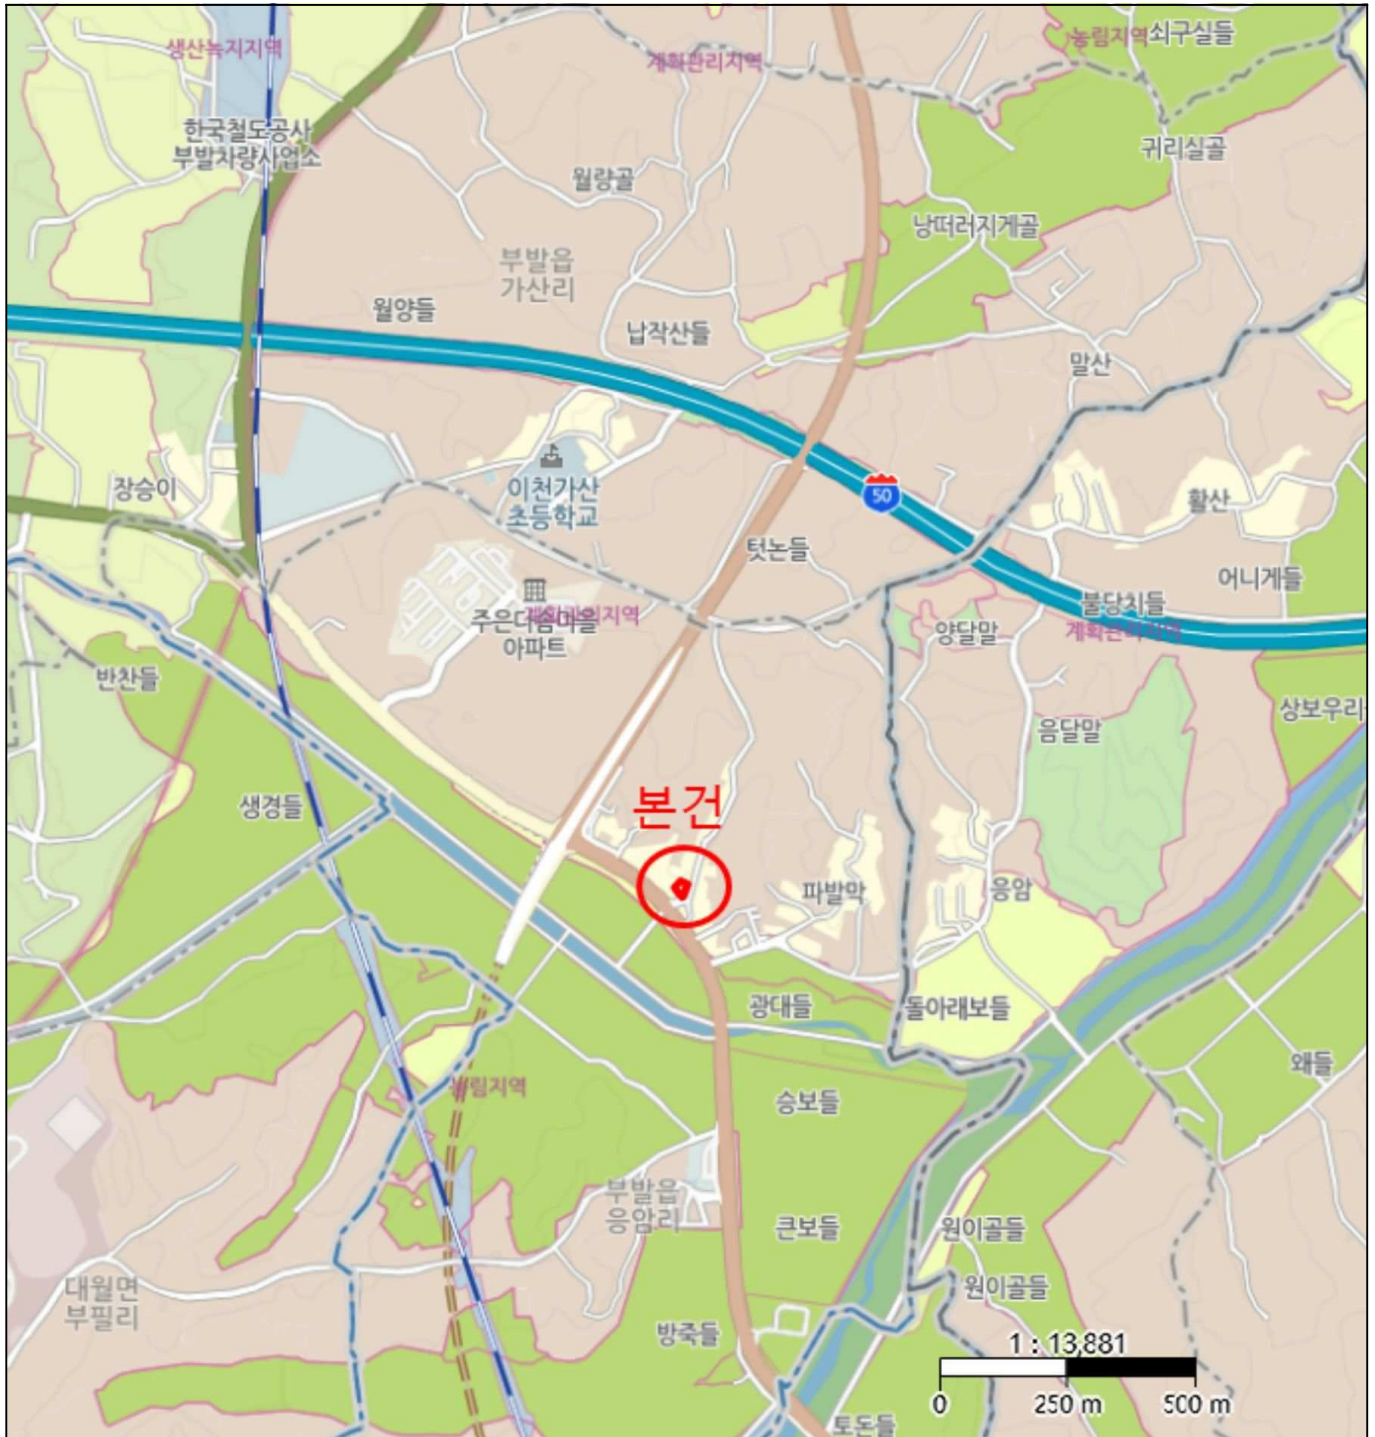 생산녹지지역
계획관리지역
농림지역
쇠구실들
한국철도공사
부발차량사업소
귀리실골
월량골
낭떠러지게골
부발읍
가산리
월양들
납작산들
말산
장승이
이천가산
초등학교
50
활산
텃논들
어니게들
불당치들
계획관리지역
양달말
계획관리지역
아파트
반찬들
상보우리
음달말
생경들
본건
파발막
응암
광대들
돌아래보들
왜들
승보들
부발읍
응암리
큰보들
원이골들
원이골들
대월면
부필리
방죽들
1 : 13,881
0
250 m
500 m
토돈들